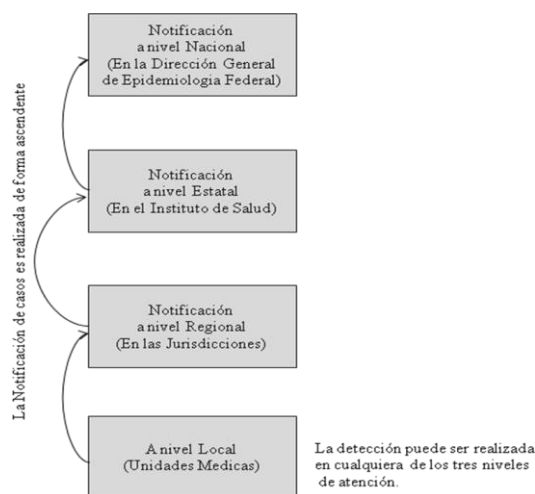 Notificación
a nivel Nacional
(En la Dirección General
de Epidemiologia Federal)
La Notificación de casos es realizada de forma ascendente
Notificación
a nivel Estatal
(En el Instituto de Salud)
Notificación
a nivel Regional
(En las Jurisdicciones)
A nivel Local
(Unidades Medicas)
La detección puede ser realizada
en cualquiera de los tres niveles
de atención.